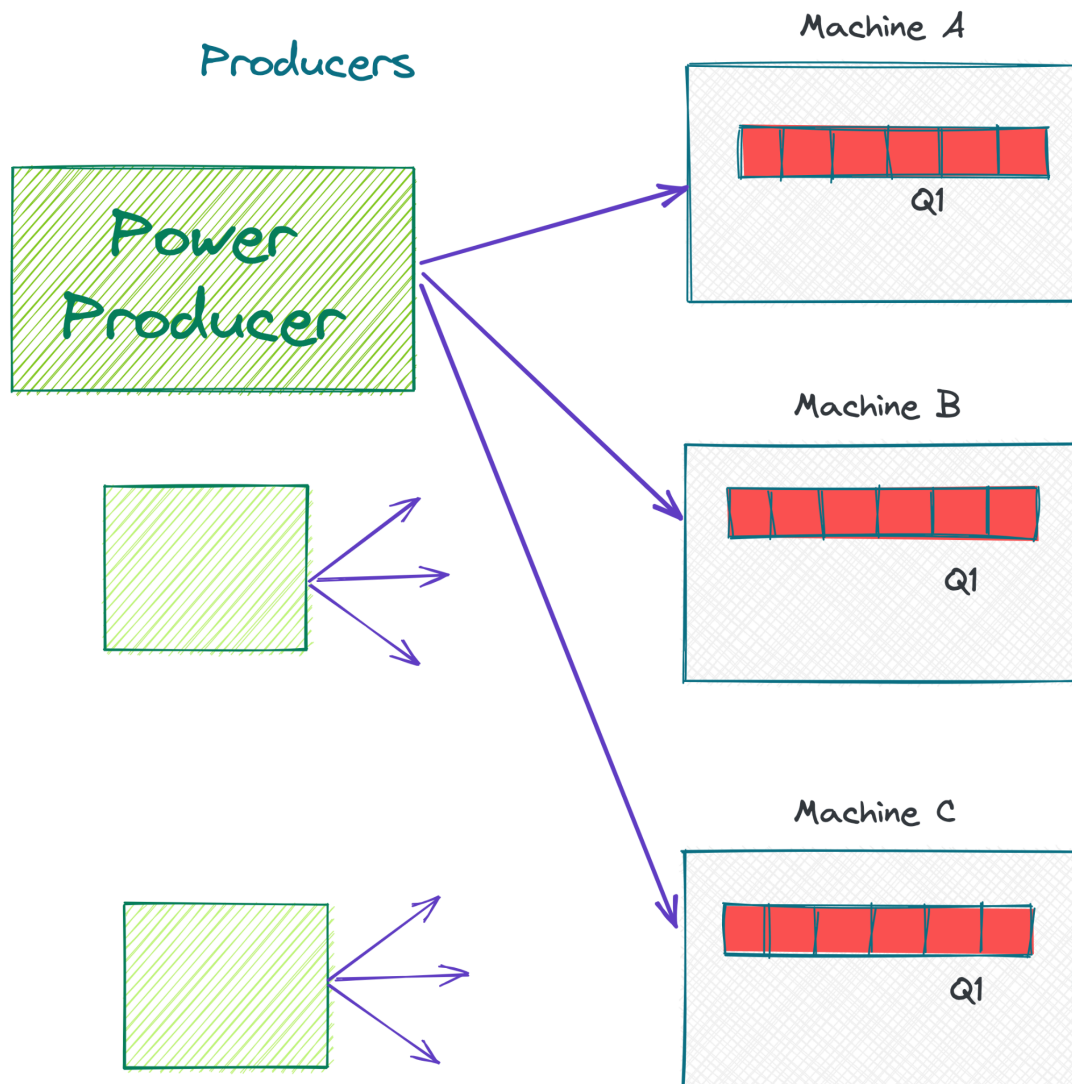 Producers
Power
Producer
Machine A
Q1
Machine B
Q1
Machine C
Q1